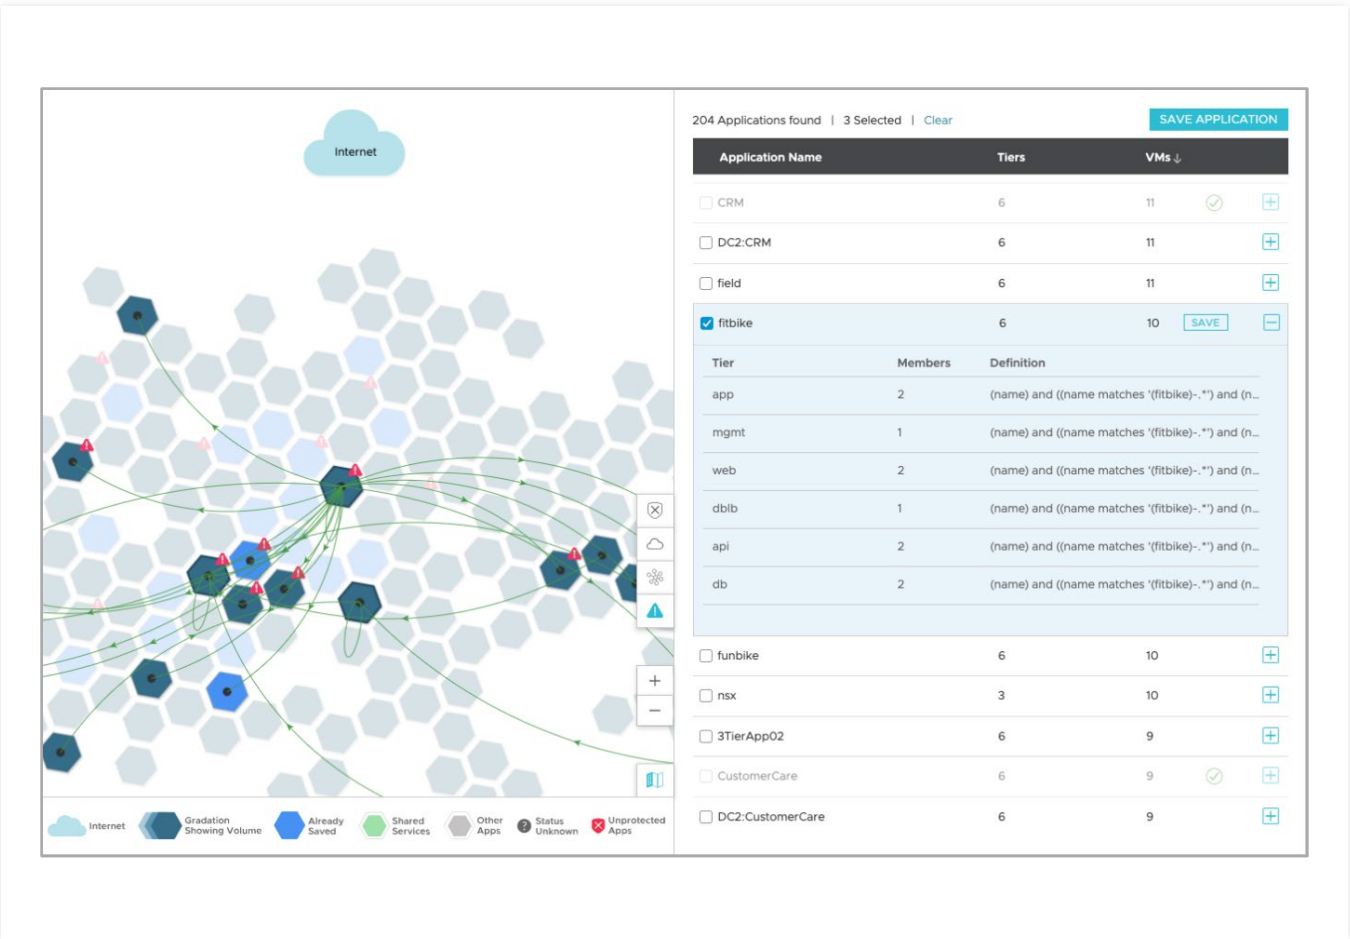 Internet
204 Applications found | 3 Selected | Clear
SAVE APPLICATION
Application Name Tiers VMs ↓
CRM 6 11
DC2:CRM 6 11
field 6 11
fitbike 6 10 SAVE
Tier Members Definition
app 2 (name) and ((name matches '(fitbike)-.*') and (n...
mgmt 1 (name) and ((name matches '(fitbike)-.*') and (n...
web 2 (name) and ((name matches '(fitbike)-.*') and (n...
dblb 1 (name) and ((name matches '(fitbike)-.*') and (n...
api 2 (name) and ((name matches '(fitbike)-.*') and (n...
db 2 (name) and ((name matches '(fitbike)-.*') and (n...
funbike 6 10
nsx 3 10
3TierApp02 6 9
CustomerCare 6 9
DC2:CustomerCare 6 9
Internet
Gradation
Showing Volume
Already
Saved
Shared
Services
Other
Apps
Status
Unknown
Unprotected
Apps